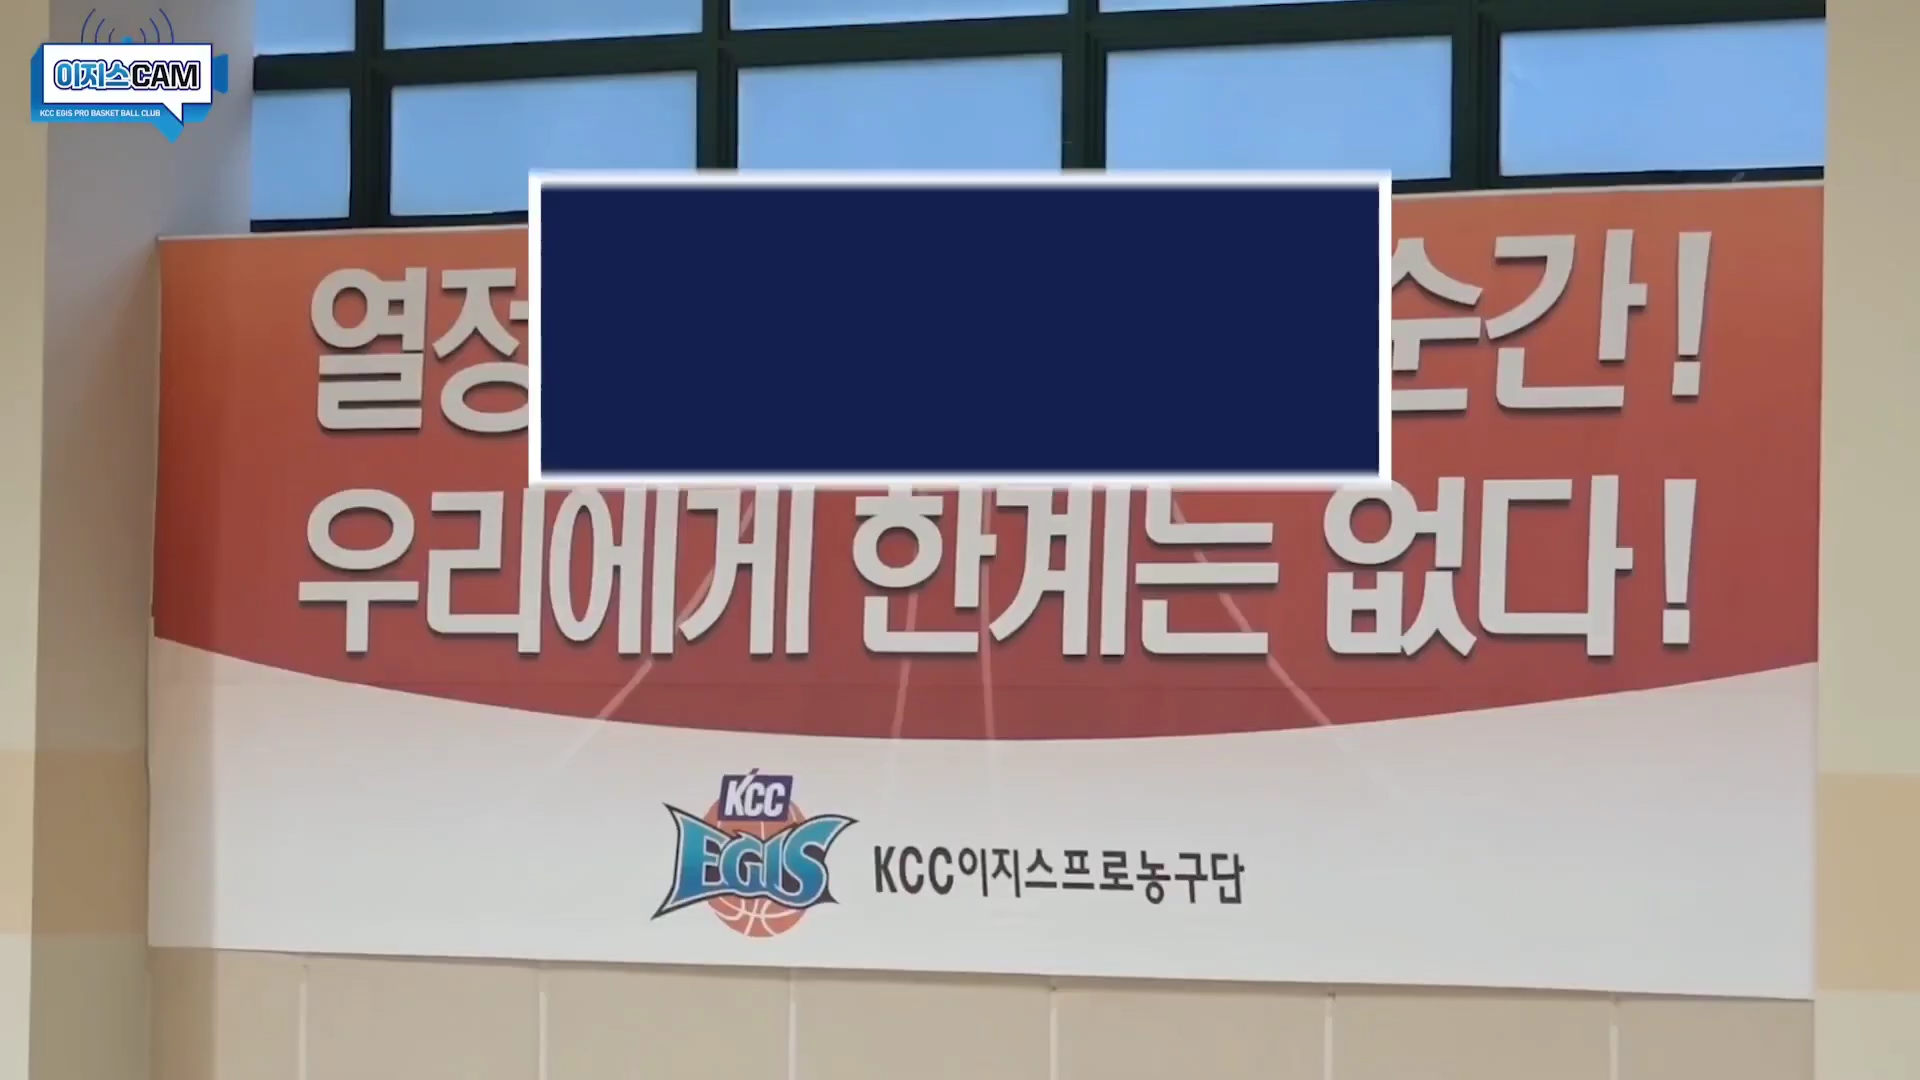 이지스CAM
KCC EGIS PRO BASKET BALL CLUB
열정 순간!
우리에게 한계는 없다!
KCC
EGIS
KCC이지스프로농구단